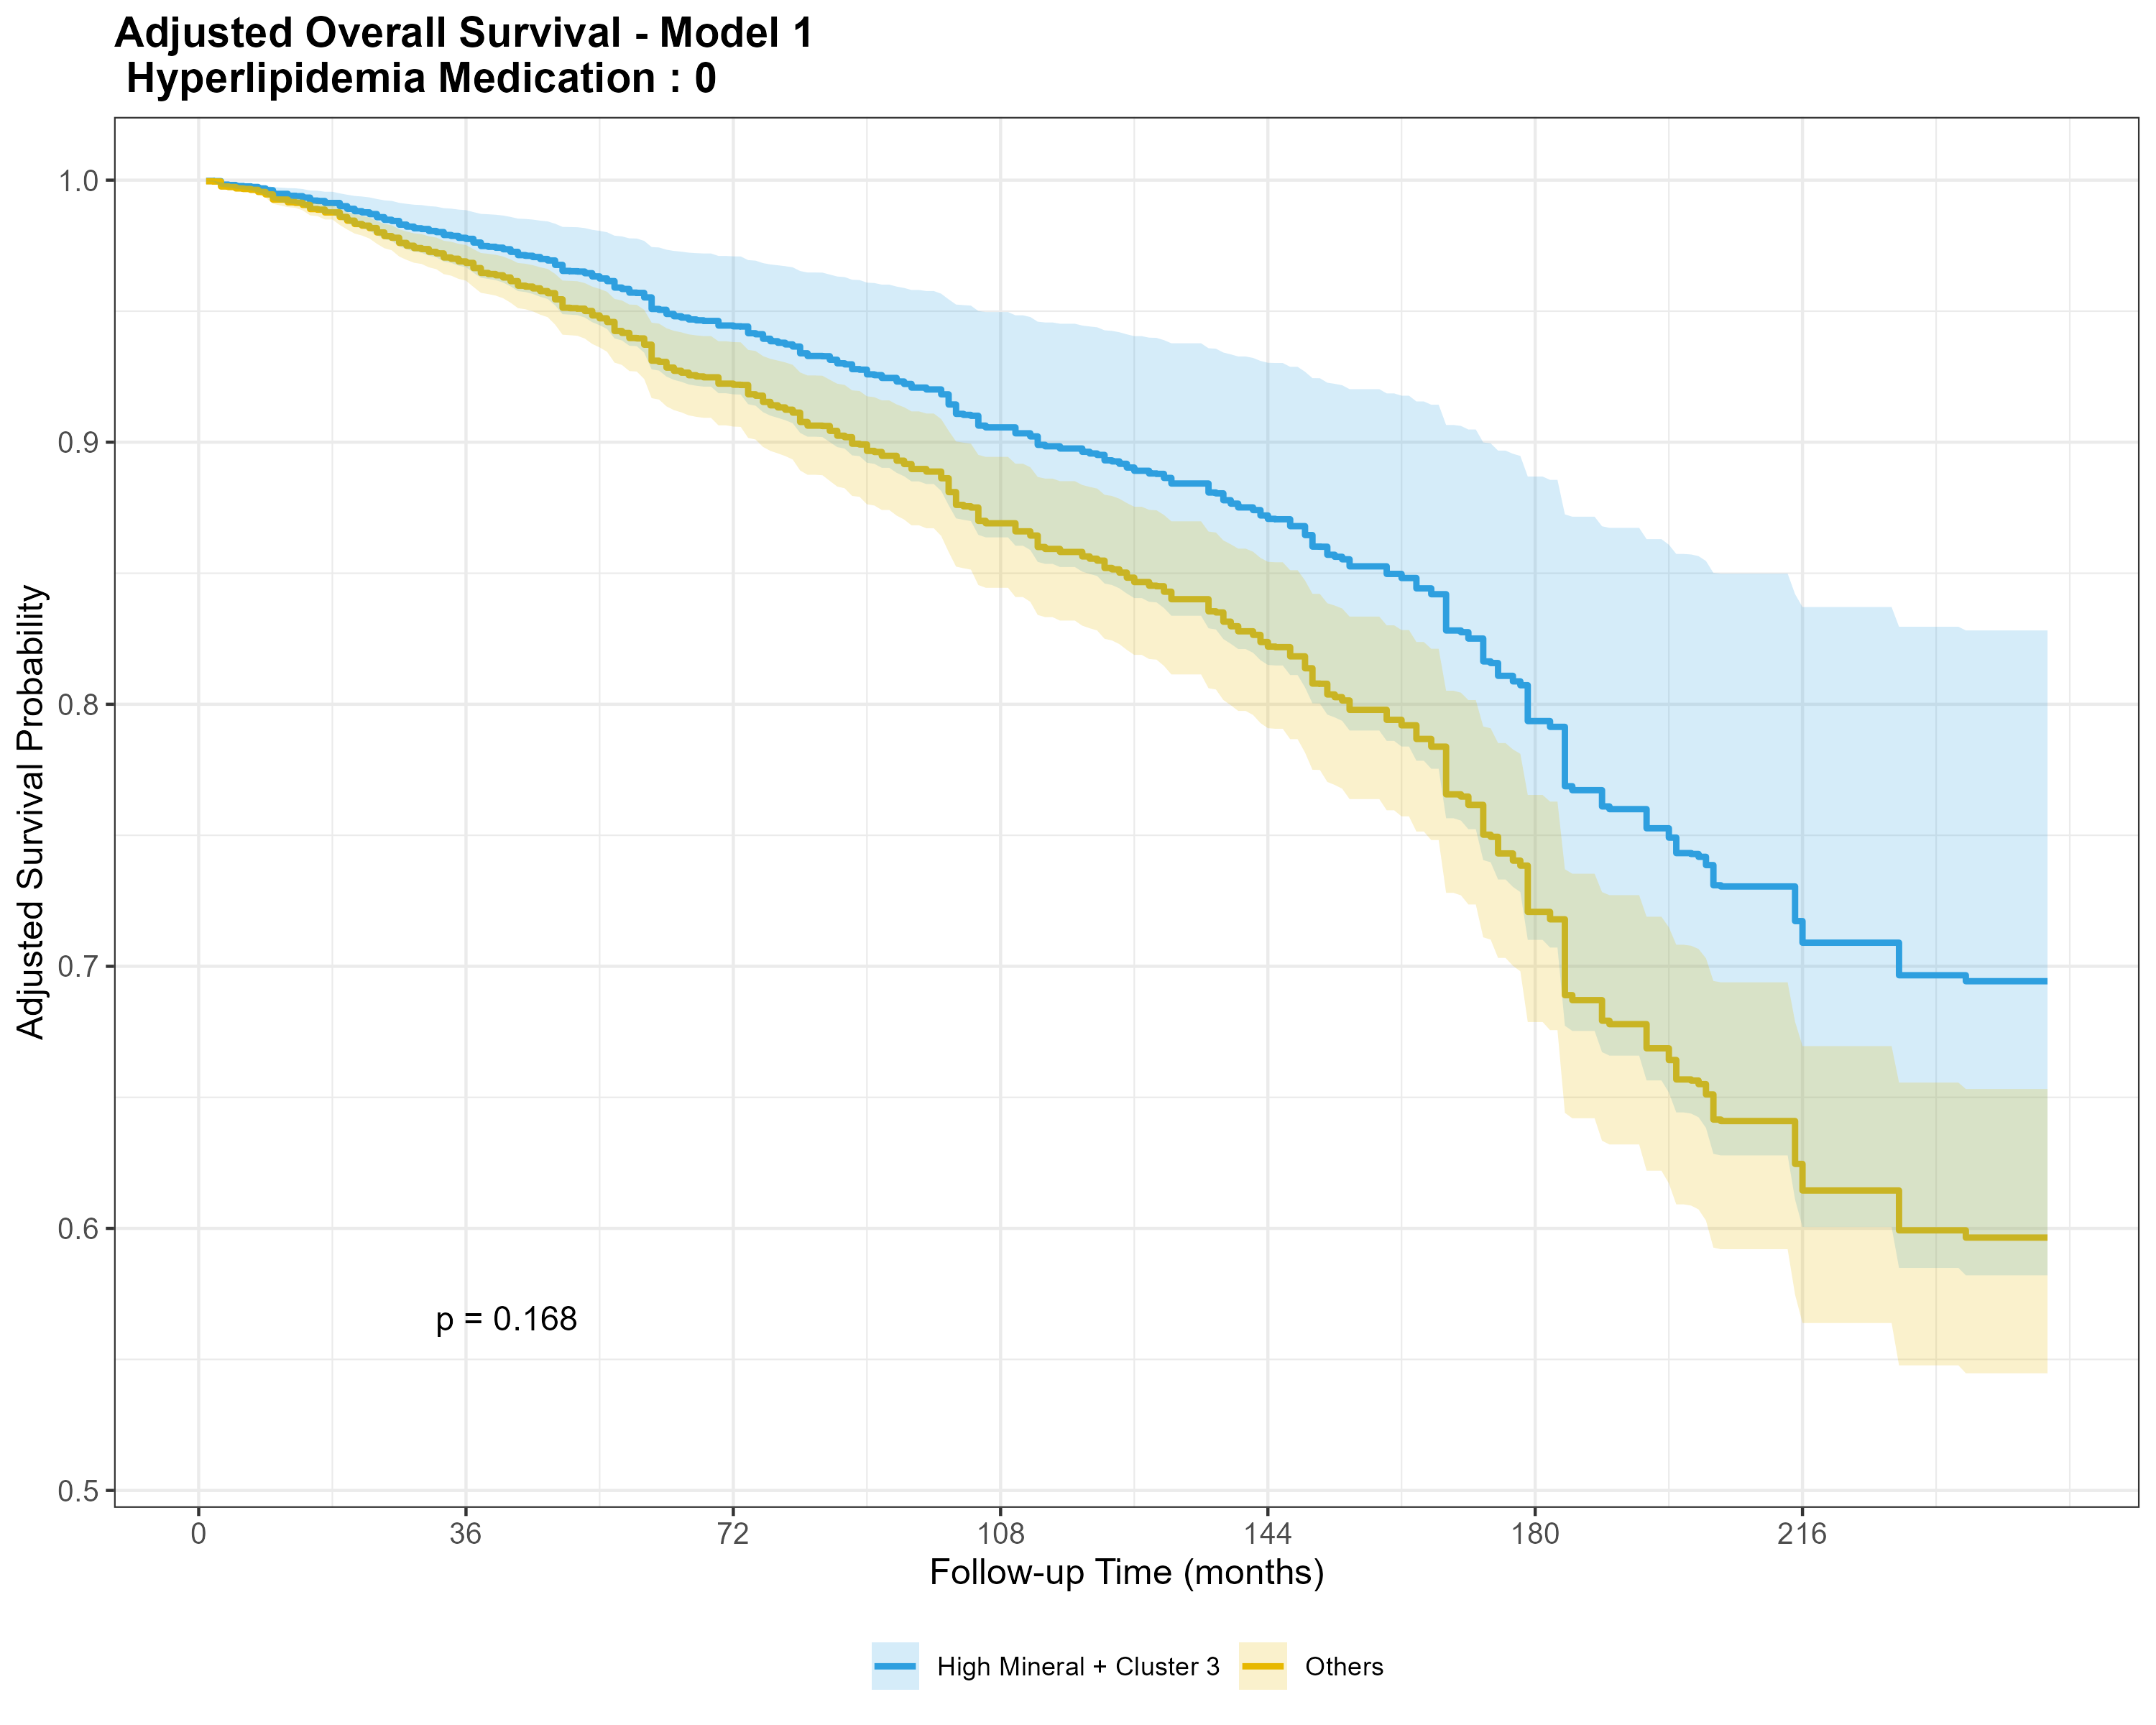 Adjusted Overall Survival - Model 1
Hyperlipidemia Medication : 0
Adjusted Survival Probability
1.0
0.9
0.8
0.7
0.6
0.5
p = 0.168
0 36 72 108 144 180 216
Follow-up Time (months)
High Mineral + Cluster 3 Others